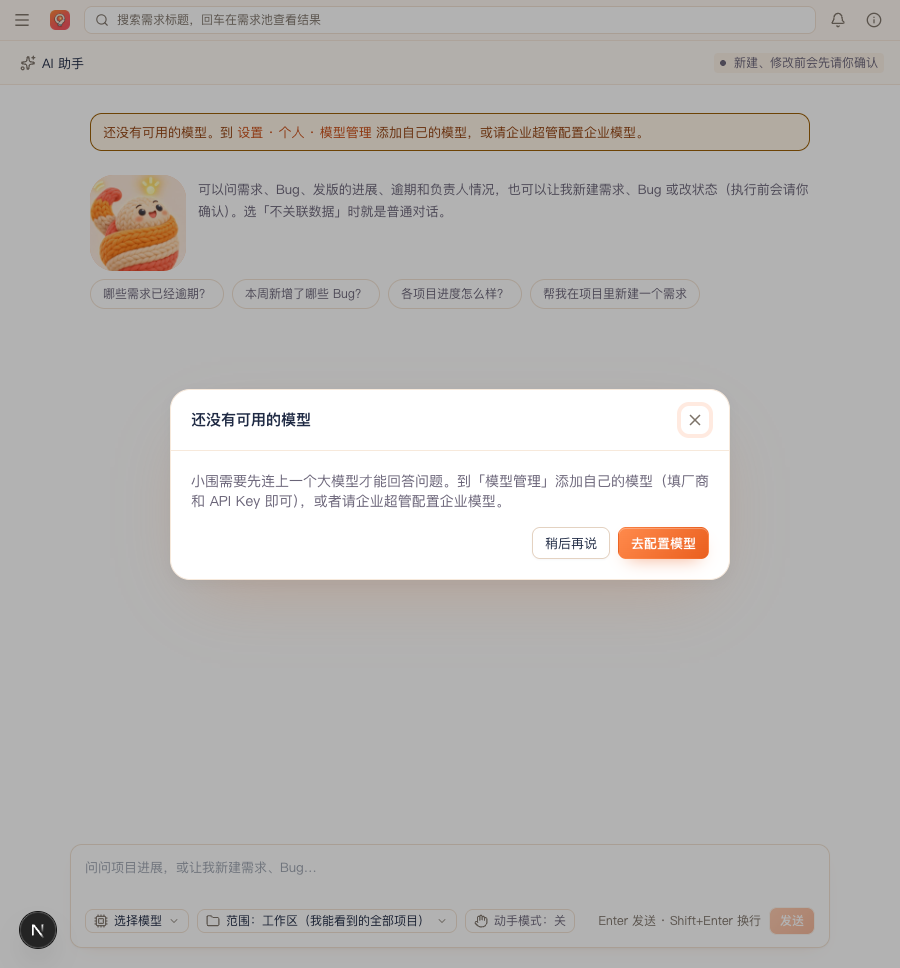 搜索需求标题，回车在需求池查看结果
AI 助手
新建、修改前会先请你确认
还没有可用的模型。到 设置 · 个人 · 模型管理 添加自己的模型，或请企业超管配置企业模型。
可以问需求、Bug、发版的进展、逾期和负责人情况，也可以让我新建需求、Bug 或改状态（执行前会请你
确认）。选「不关联数据」时就是普通对话。
哪些需求已经逾期？
本周新增了哪些 Bug？
各项目进度怎么样？
帮我在项目里新建一个需求
还没有可用的模型
小围需要先连上一个大模型才能回答问题。到「模型管理」添加自己的模型（填厂商
和 API Key 即可），或者请企业超管配置企业模型。
稍后再说
去配置模型
问问项目进展，或让我新建需求、Bug…
选择模型
范围：工作区（我能看到的全部项目）
动手模式：关
Enter 发送 · Shift+Enter 换行
发送
N